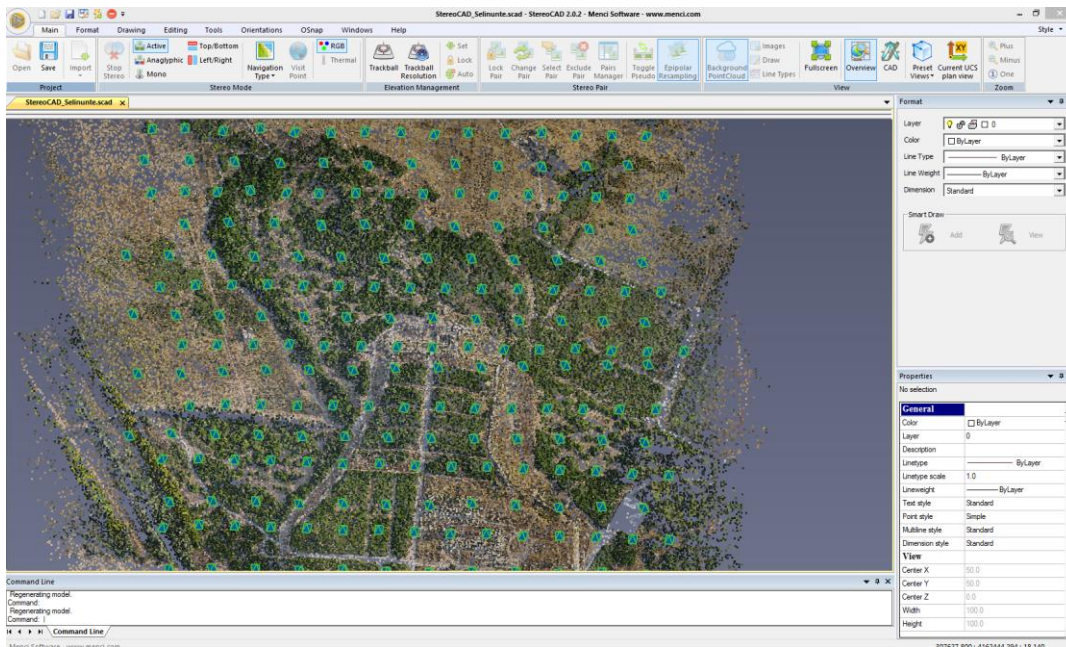 StereoCAD_Selinunte.scad - StereoCAD 2.0.2 - Menci Software - www.menci.com
Main Format Drawing Editing Tools Orientations OSnap Windows Help Style
Open Save Import
Project
Stop Stereo
Active
Anaglyphic
Mono
Top/Bottom
Left/Right
Navigation Type
Visit Point
RGB
Thermal
Stereo Mode
Trackball
Trackball Resolution
Set
Lock
Auto
Elevation Management
Lock Pair
Change Pair
Select Pair
Exclude Pair
Pairs Manager
Toggle Pseudo
Epipolar Resampling
Stereo Pair
Background PointCloud
Images
Draw
Line Types
Fullscreen
Overview
CAD
Preset Views
Current UCS plan view
View
Plus
Minus
One
Zoom
StereoCAD_Selinunte.scad x
Format
Layer 0
Color ByLayer
Line Type ByLayer
Line Weight ByLayer
Dimension Standard
Smart Draw
Add View
Properties
No selection
General
Color ByLayer
Layer 0
Description
Linetype ByLayer
Linetype scale 1.0
Lineweight ByLayer
Text style Standard
Point style Simple
Multiline style Standard
Dimension style Standard
View
Center X 50.0
Center Y 50.0
Center Z 0.0
Width 100.0
Height 100.0
Command Line
Regenerating model.
Command:
Regenerating model.
Command:
Command Line
Menci Software - www.menci.com